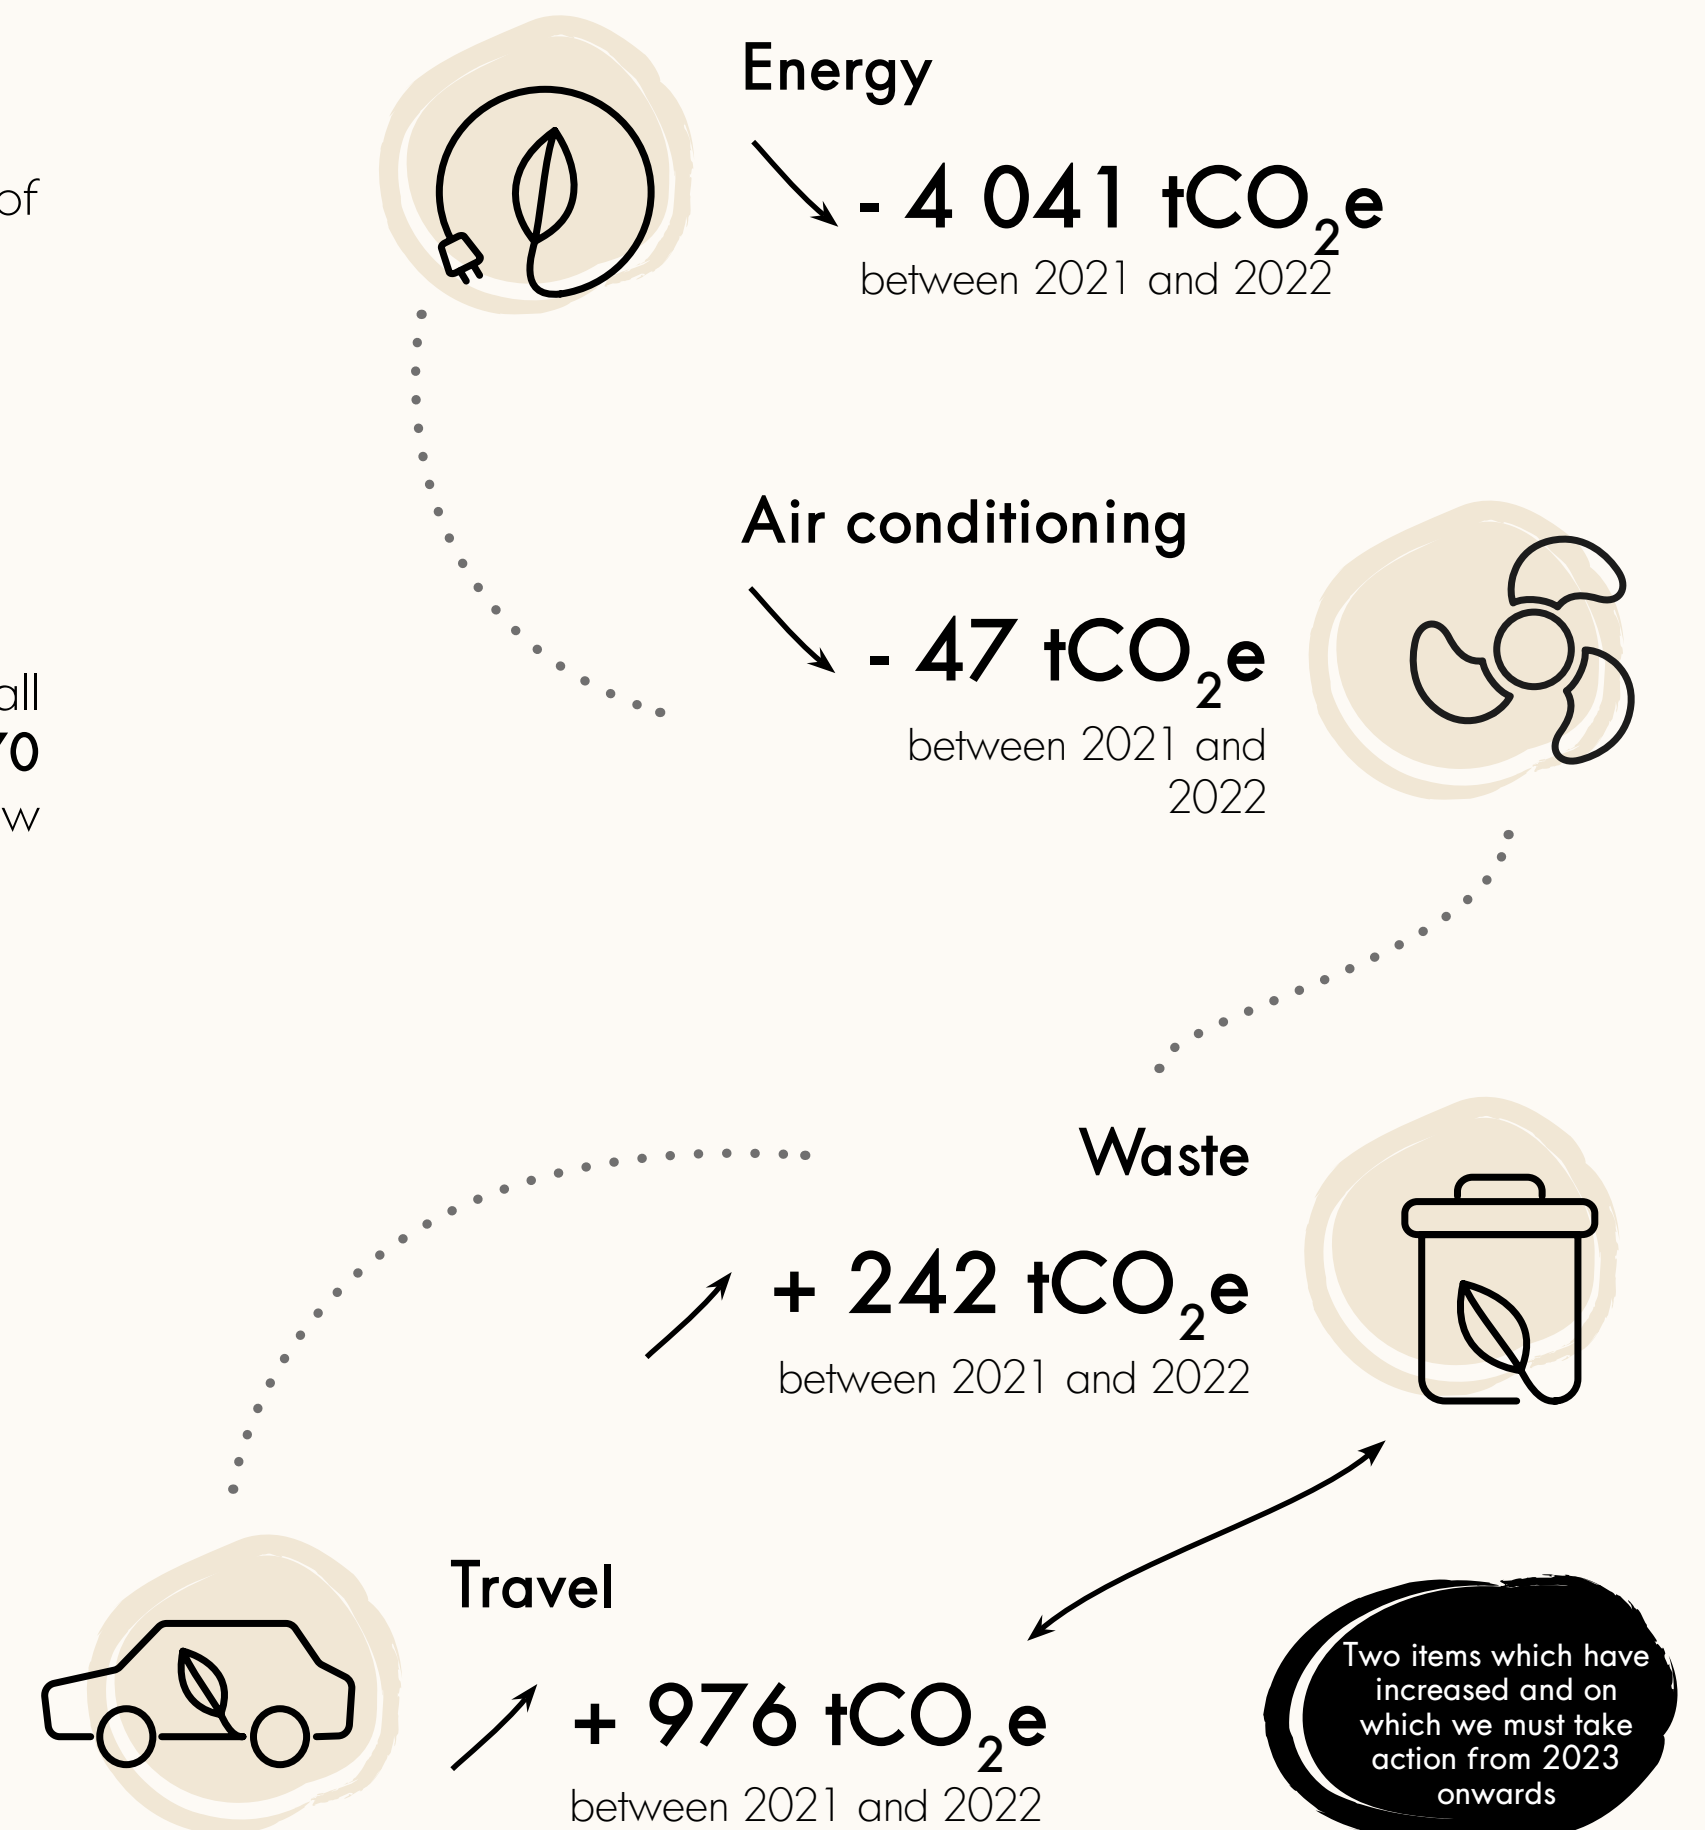 of
all
w
Energy
- 4 041 tCO₂e
between 2021 and 2022
Air conditioning
- 47 tCO₂e
between 2021 and
2022
Waste
+ 242 tCO₂e
between 2021 and 2022
Travel
+ 976 tCO₂e
between 2021 and 2022
Two items which have
increased and on
which we must take
action from 2023
onwards